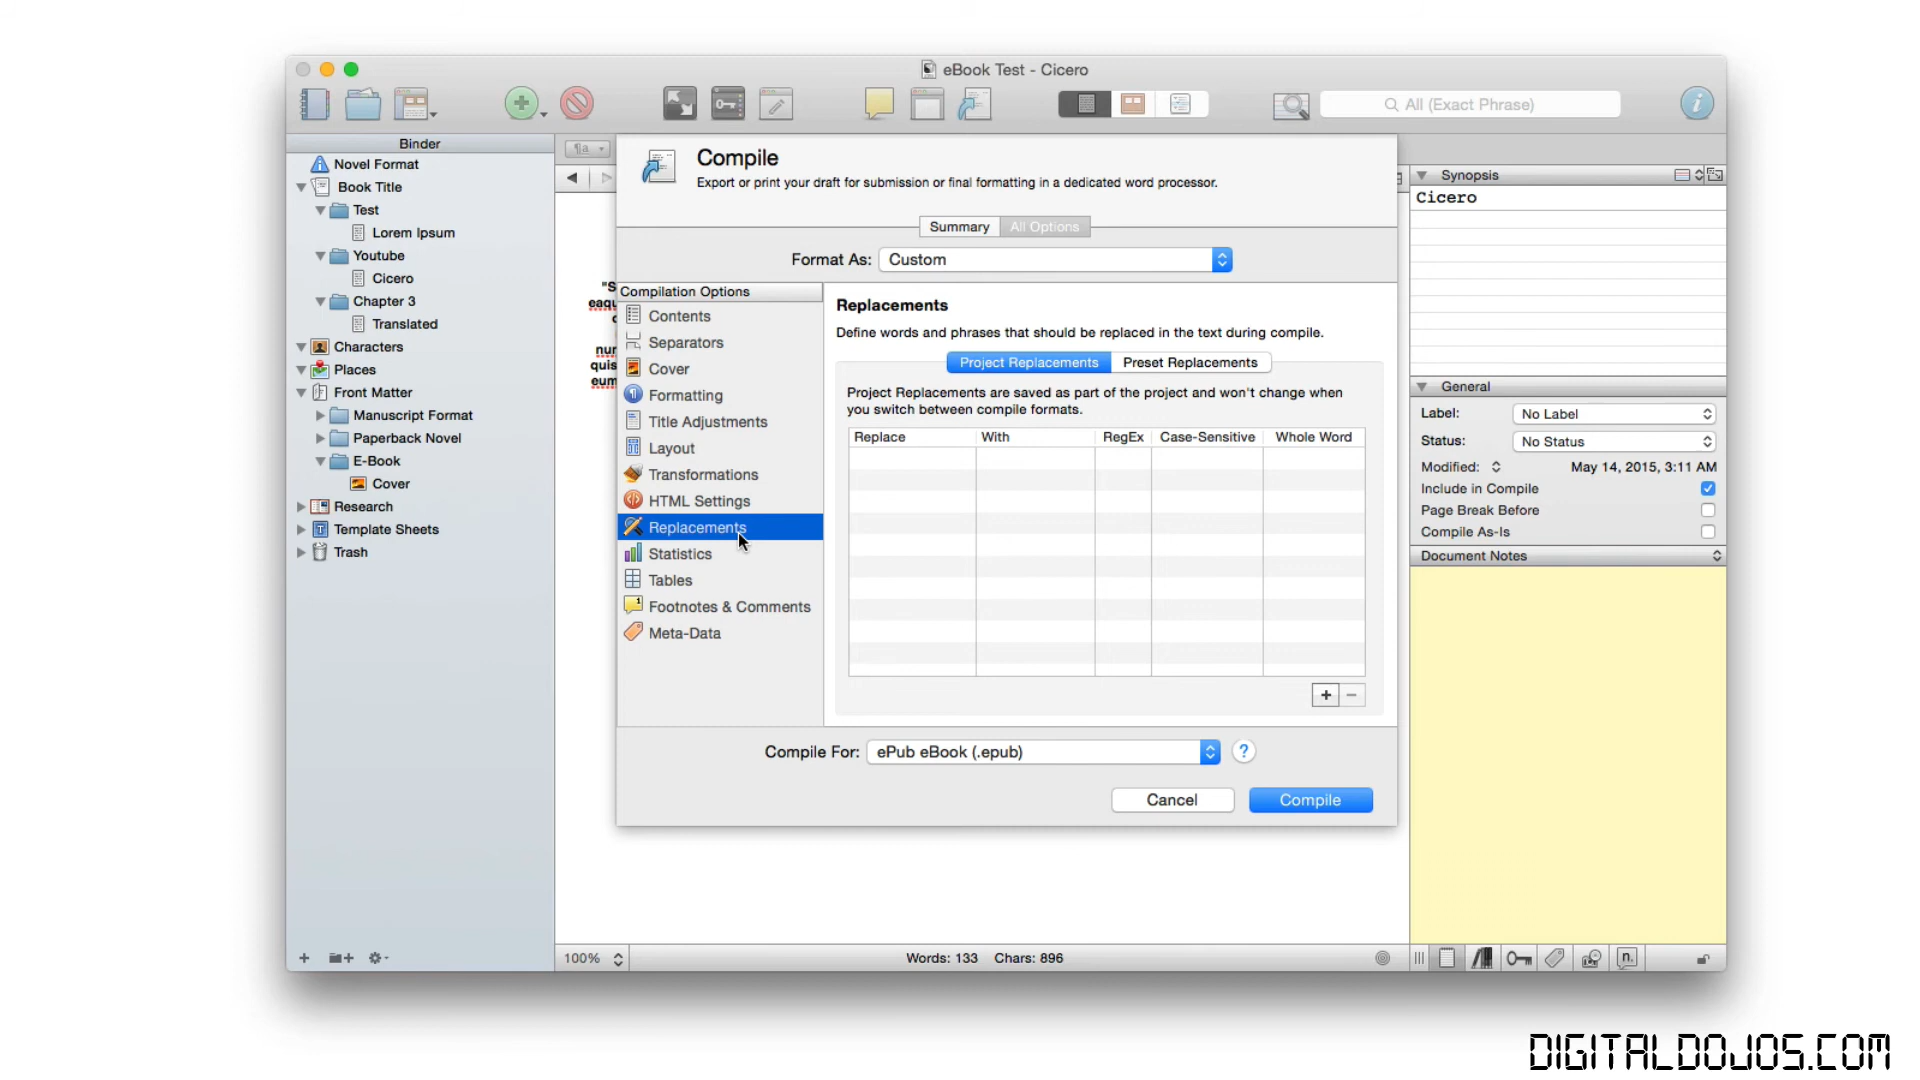 eBook Test - Cicero
All (Exact Phrase)
Binder
Novel Format
Book Title
Test
Lorem Ipsum
Youtube
Cicero
Chapter 3
Translated
Characters
Places
Front Matter
Manuscript Format
Paperback Novel
E-Book
Cover
Research
Template Sheets
Trash
¶a
"S
eaqu
nur
quis
eum
Compile
Export or print your draft for submission or final formatting in a dedicated word processor.
Summary
All Options
Format As: Custom
Compilation Options
Contents
Separators
Cover
Formatting
Title Adjustments
Layout
Transformations
HTML Settings
Replacements
Statistics
Tables
Footnotes & Comments
Meta-Data
Replacements
Define words and phrases that should be replaced in the text during compile.
Project Replacements
Preset Replacements
Project Replacements are saved as part of the project and won't change when
you switch between compile formats.
Replace With RegEx Case-Sensitive Whole Word
Compile For: ePub eBook (.epub)
Cancel
Compile
Synopsis
Cicero
General
Label: No Label
Status: No Status
Modified: May 14, 2015, 3:11 AM
Include in Compile
Page Break Before
Compile As-Is
Document Notes
100%
Words: 133 Chars: 896
n.
DIGITALDOJOS.COM